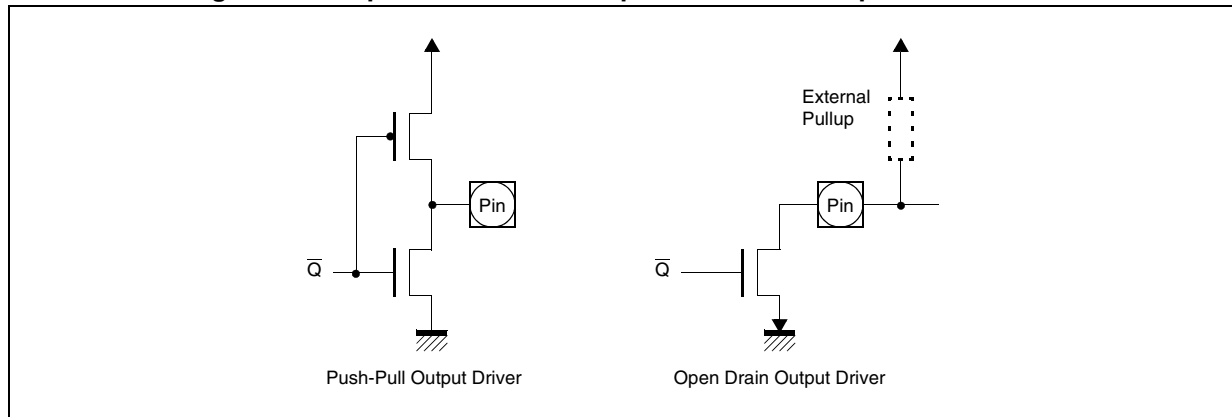 External
Pullup
Pin
Pin
Q̅
Q̅
Push-Pull Output Driver
Open Drain Output Driver